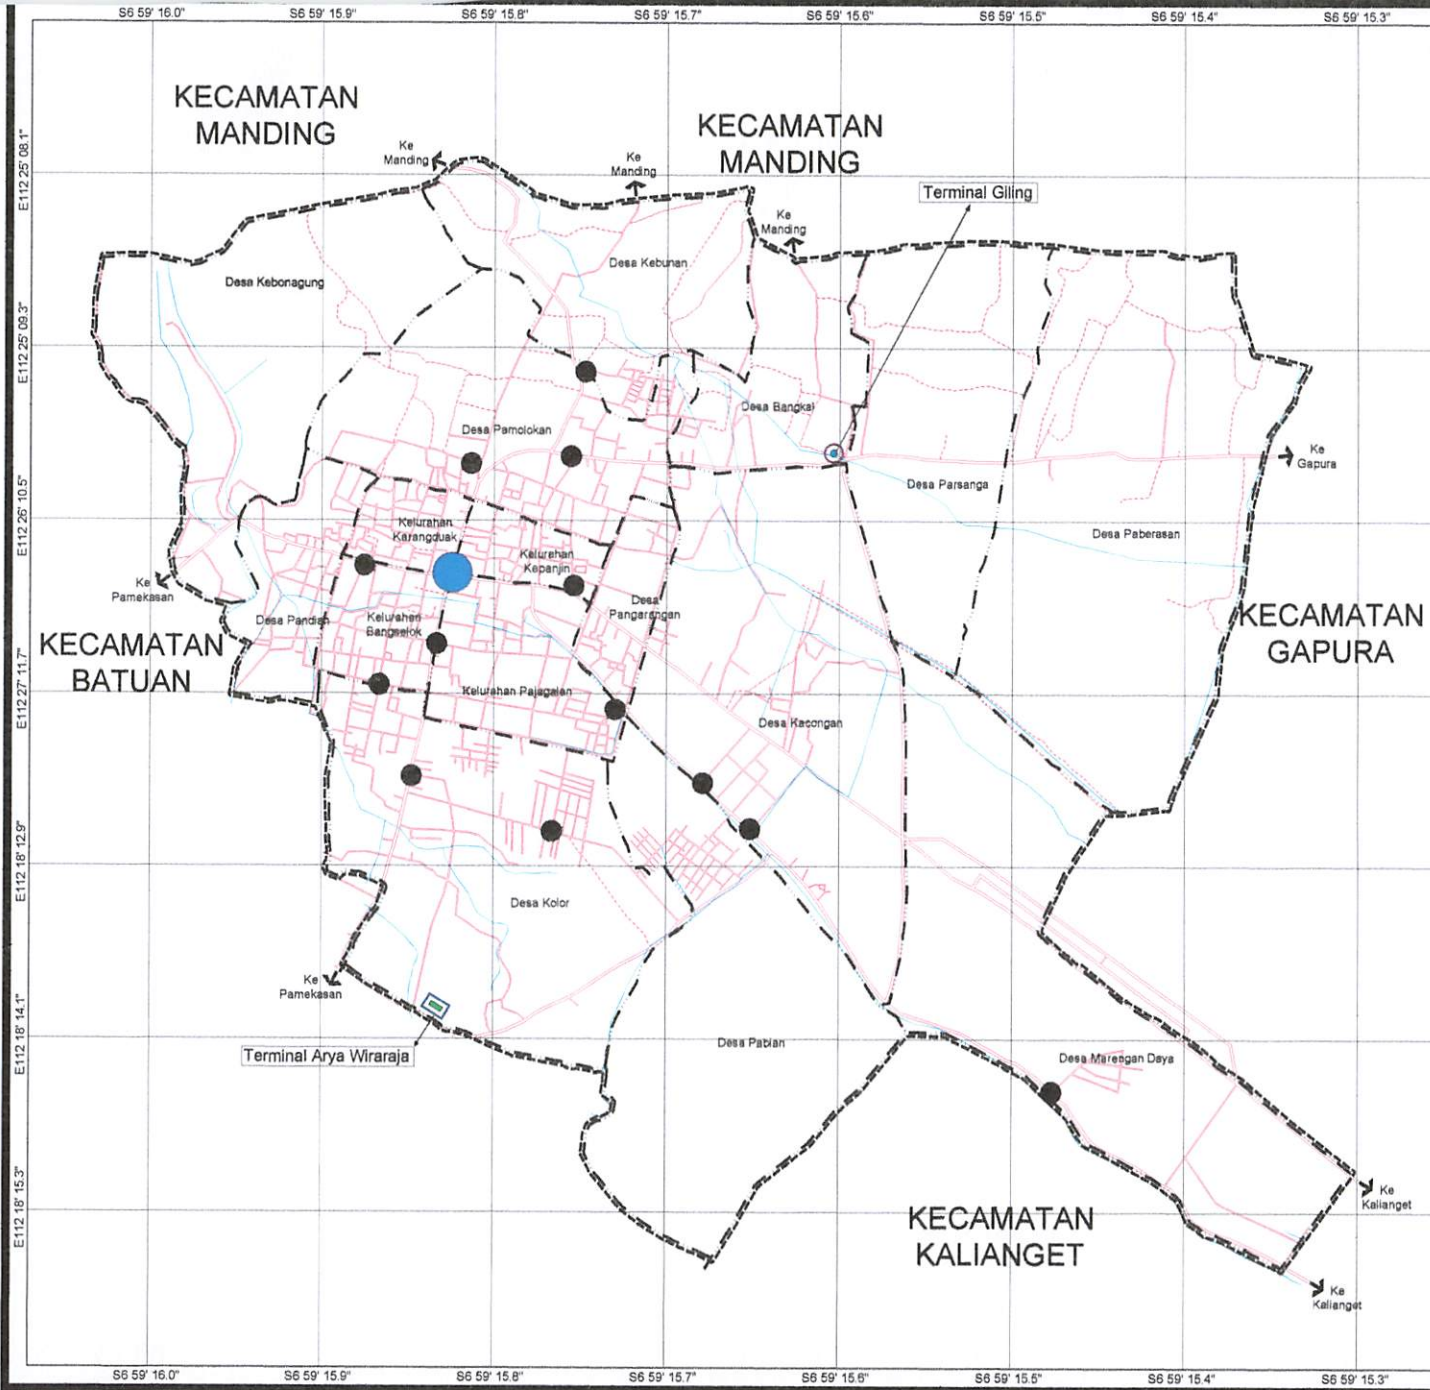 S6 59' 16.0" S6 59' 15.9" S6 59' 15.8" S6 59' 15.7" S6 59' 15.6" S6 59' 15.5" S6 59' 15.4" S6 59' 15.3"
KECAMATAN
MANDING
KECAMATAN
MANDING
Ke
Manding
Ke
Manding
Ke
Manding
Terminal Giling
E112 25' 08.1"
Desa Kebunan
Desa Kebonagung
E112 25' 09.3"
Desa Bangkal
Desa Pamolokan
Ke
Gapura
Desa Parsanga
E112 26' 10.5"
Kelurahan
Karangduak
Desa Paberasan
Kelurahan
Kepanjin
Ke
Pamekasan
Desa
Pangarangan
Desa Pandian
Kelurahan
Bangselok
KECAMATAN
GAPURA
KECAMATAN
BATUAN
E112 27' 11.7"
Kelurahan Pajagalan
Desa Kacongan
E112 18' 12.9"
Desa Kolor
Ke
Pamekasan
E112 18' 14.1"
Terminal Arya Wiraraja
Desa Pabian
Desa Marengan Daya
E112 18' 15.3"
Ke
Kalianget
KECAMATAN
KALIANGET
Ke
Kalianget
S6 59' 16.0" S6 59' 15.9" S6 59' 15.8" S6 59' 15.7" S6 59' 15.6" S6 59' 15.5" S6 59' 15.4" S6 59' 15.3"